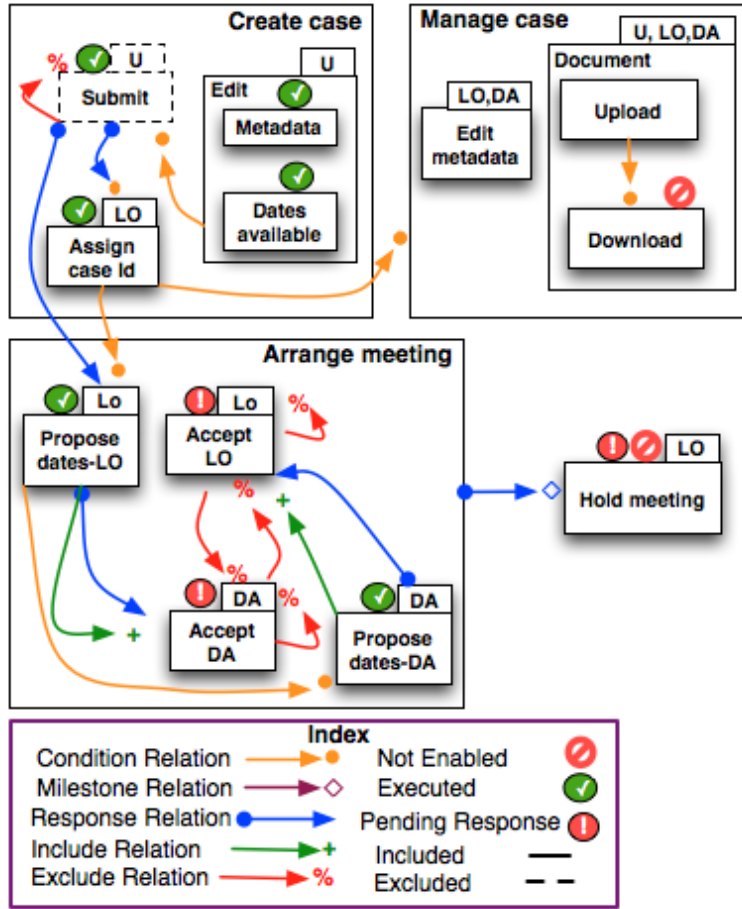 Create case
%
U
Submit
U
Edit
Metadata
Dates
available
LO
Assign
case Id
Manage case
U, LO,DA
Document
LO,DA
Edit
metadata
Upload
Download
Arrange meeting
Lo
Propose
dates-LO
Lo
Accept
LO
%
%
+
%
%
DA
Accept
DA
+
DA
Propose
dates-DA
LO
Hold meeting
Index
Condition Relation
Not Enabled
Milestone Relation
Executed
Response Relation
Pending Response
Include Relation
+
Included
Exclude Relation
%
Excluded